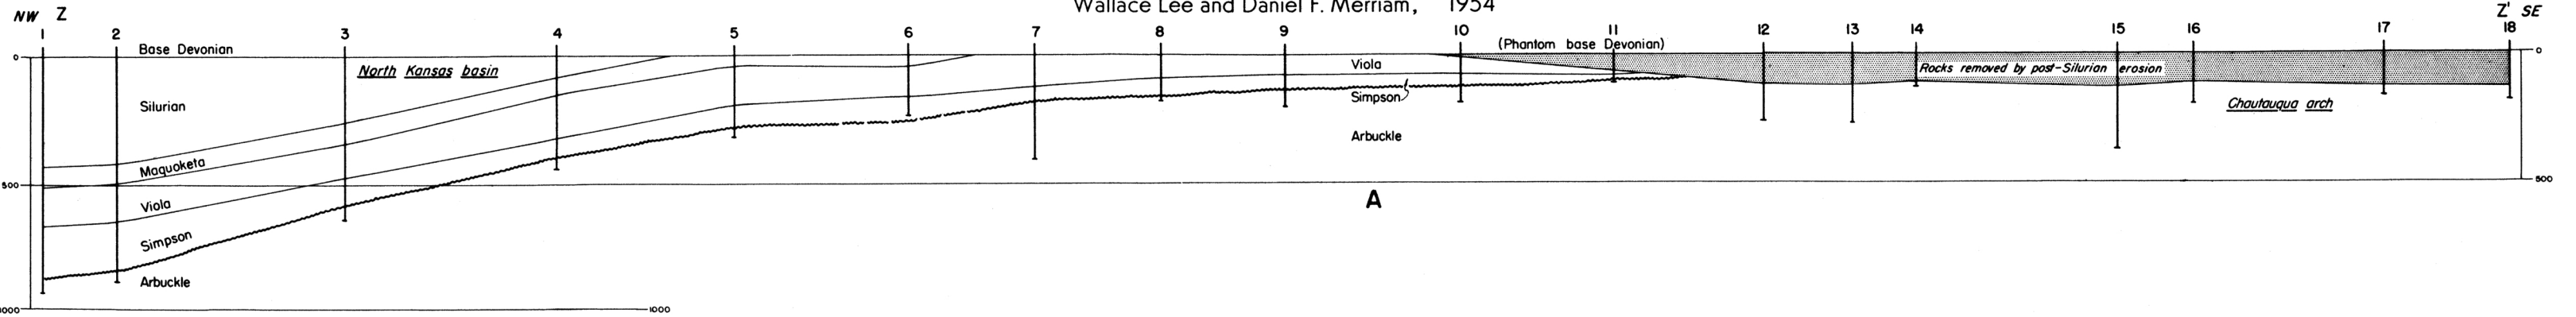 Wallace Lee and Daniel F. Merriam, 1954
NW Z
Z' SE
1 2 3 4 5 6 7 8 9 10 11 12 13 14 15 16 17 18
Base Devonian
(Phantom base Devonian)
0
0
North Kansas basin
Viola
Rocks removed by post-Silurian erosion
Silurian
Simpson
Chautauqua arch
Arbuckle
Maquoketa
500
500
A
Viola
Simpson
Arbuckle
1000